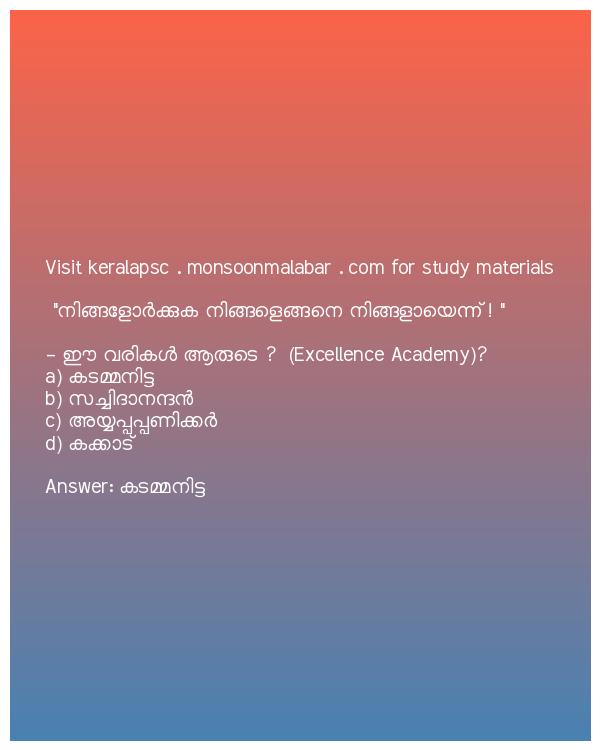 Visit keralapsc . monsoonmalabar . com for study materials
"നിങ്ങളോർക്കുക നിങ്ങളെങ്ങനെ നിങ്ങളായെന്ന് ! "
– ഈ വരികൾ ആരുടെ ? (Excellence Academy)?
a) കടമ്മനിട്ട
b) സച്ചിദാനന്ദൻ
c) അയ്യപ്പപ്പണിക്കർ
d) കക്കാട്
Answer: കടമ്മനിട്ട